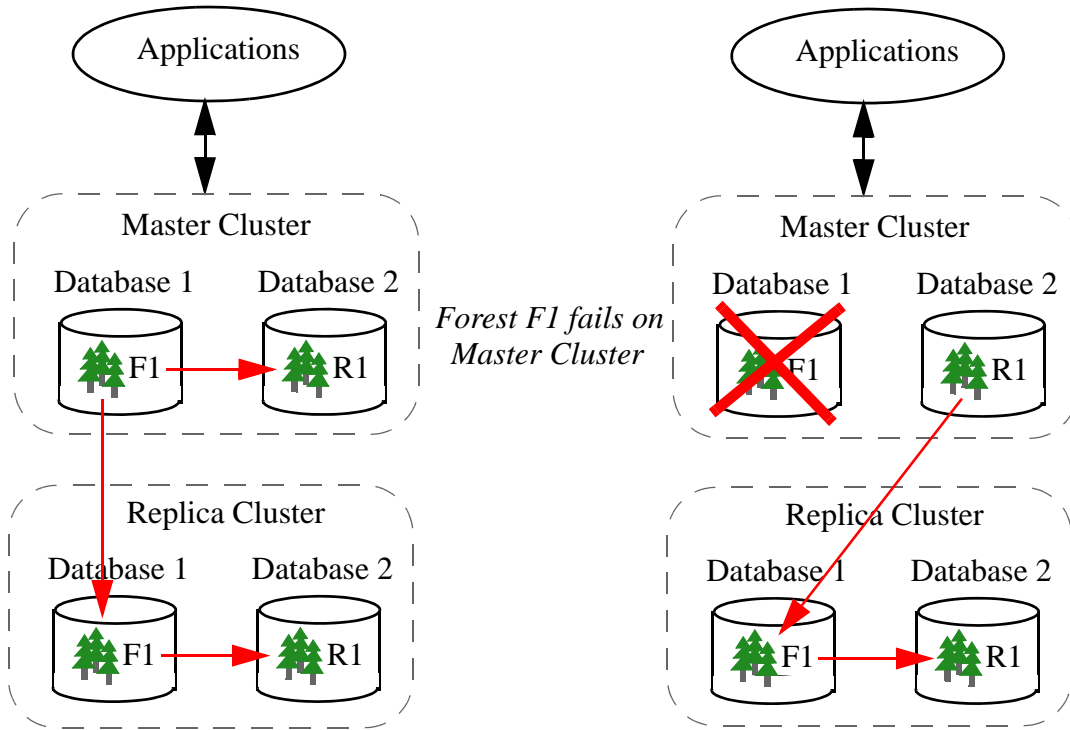 Applications
Master Cluster
Database 1
Database 2
F1
R1
Replica Cluster
Database 1
Database 2
F1
R1
Forest F1 fails on
Master Cluster
Applications
Master Cluster
Database 1
Database 2
F1
R1
Replica Cluster
Database 1
Database 2
F1
R1